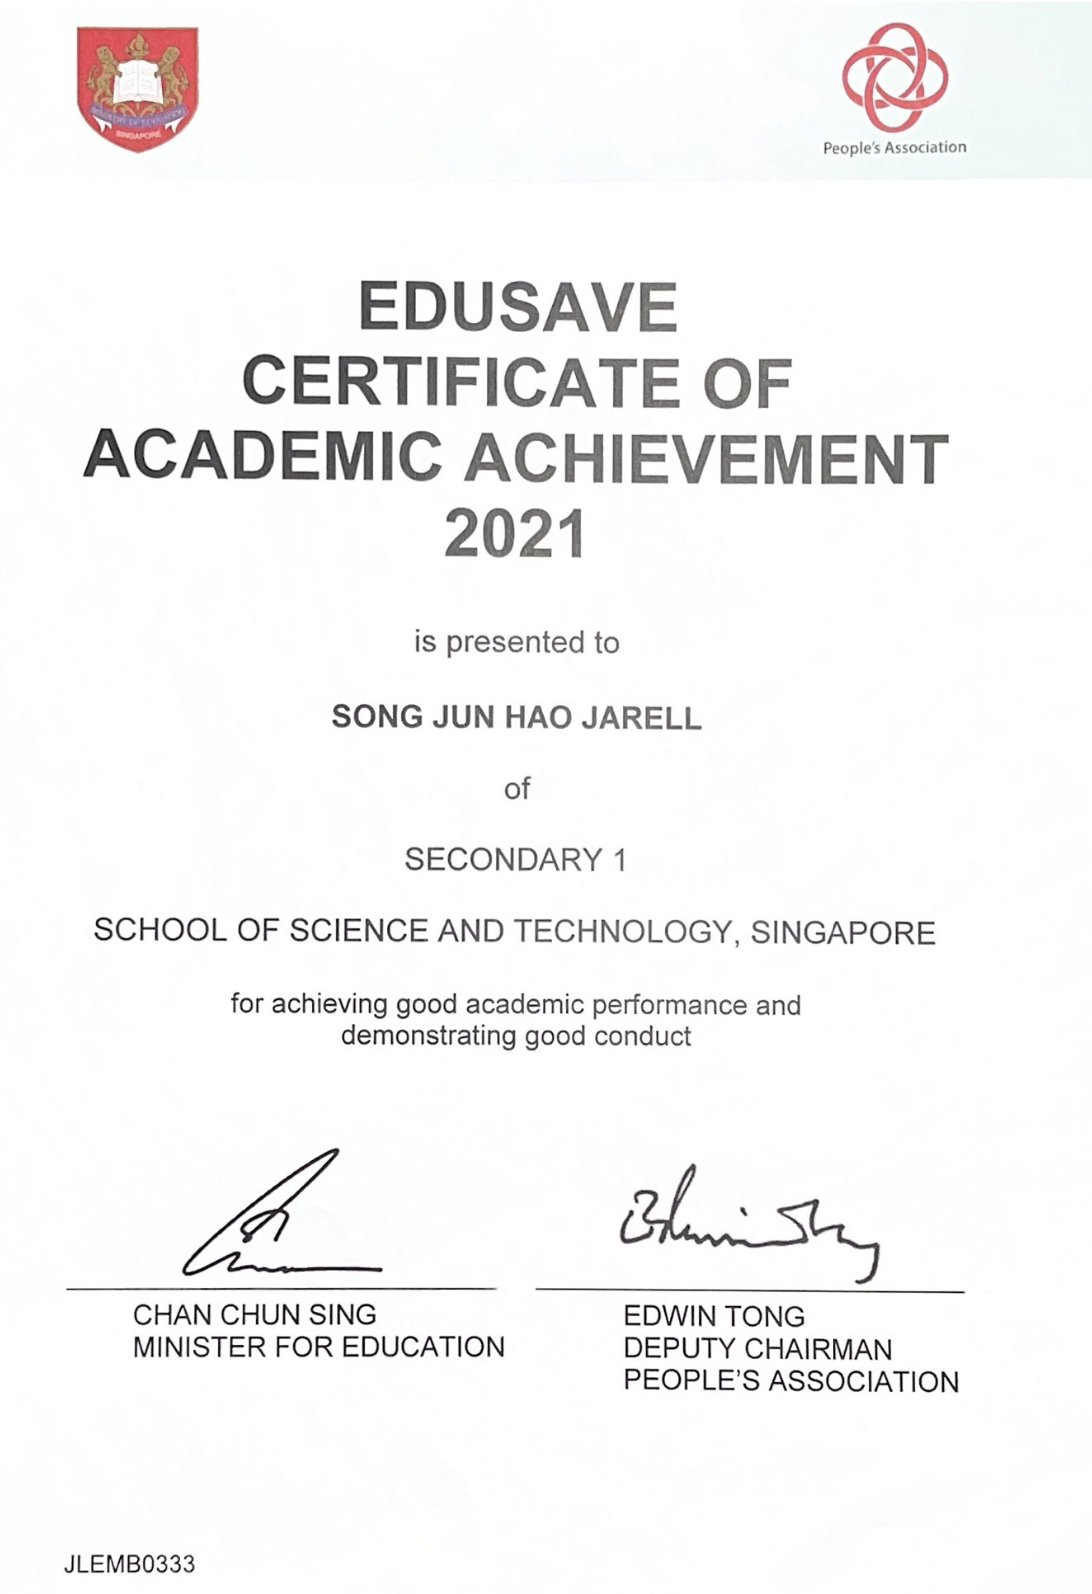 MINISTRY OF EDUCATION
SINGAPORE
People's Association
EDUSAVE
CERTIFICATE OF
ACADEMIC ACHIEVEMENT
2021
is presented to
SONG JUN HAO JARELL
of
SECONDARY 1
SCHOOL OF SCIENCE AND TECHNOLOGY, SINGAPORE
for achieving good academic performance and
demonstrating good conduct
CHAN CHUN SING
MINISTER FOR EDUCATION
EDWIN TONG
DEPUTY CHAIRMAN
PEOPLE'S ASSOCIATION
JLEMB0333